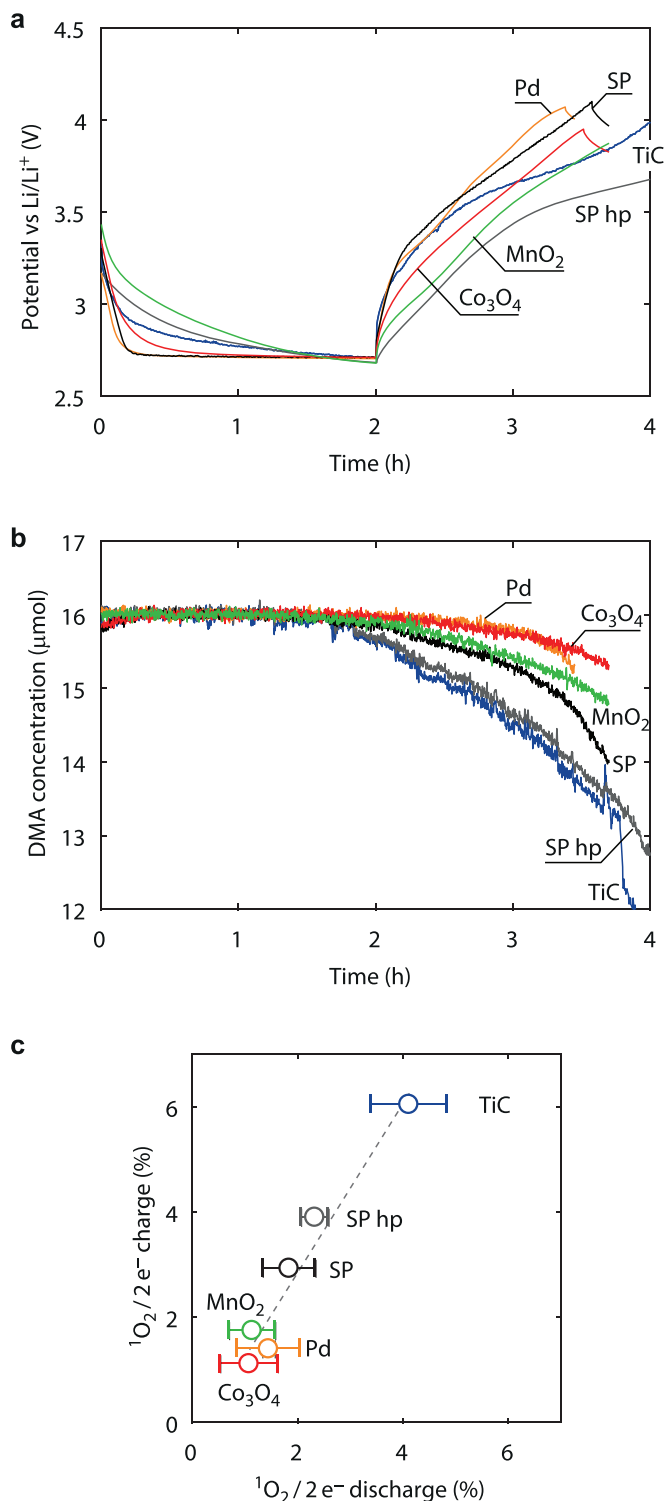 a
4.5
4
3.5
3
2.5
Potential vs Li/Li⁺ (V)
Pd
SP
TiC
SP hp
MnO₂
Co₃O₄
0
1
2
3
4
Time (h)
b
17
16
15
14
13
12
DMA concentration (μmol)
Pd
Co₃O₄
MnO₂
SP
SP hp
TiC
0
1
2
3
4
Time (h)
c
6
4
2
0
¹O₂ / 2 e⁻ charge (%)
TiC
SP hp
SP
MnO₂
Pd
Co₃O₄
0
2
4
6
¹O₂ / 2 e⁻ discharge (%)